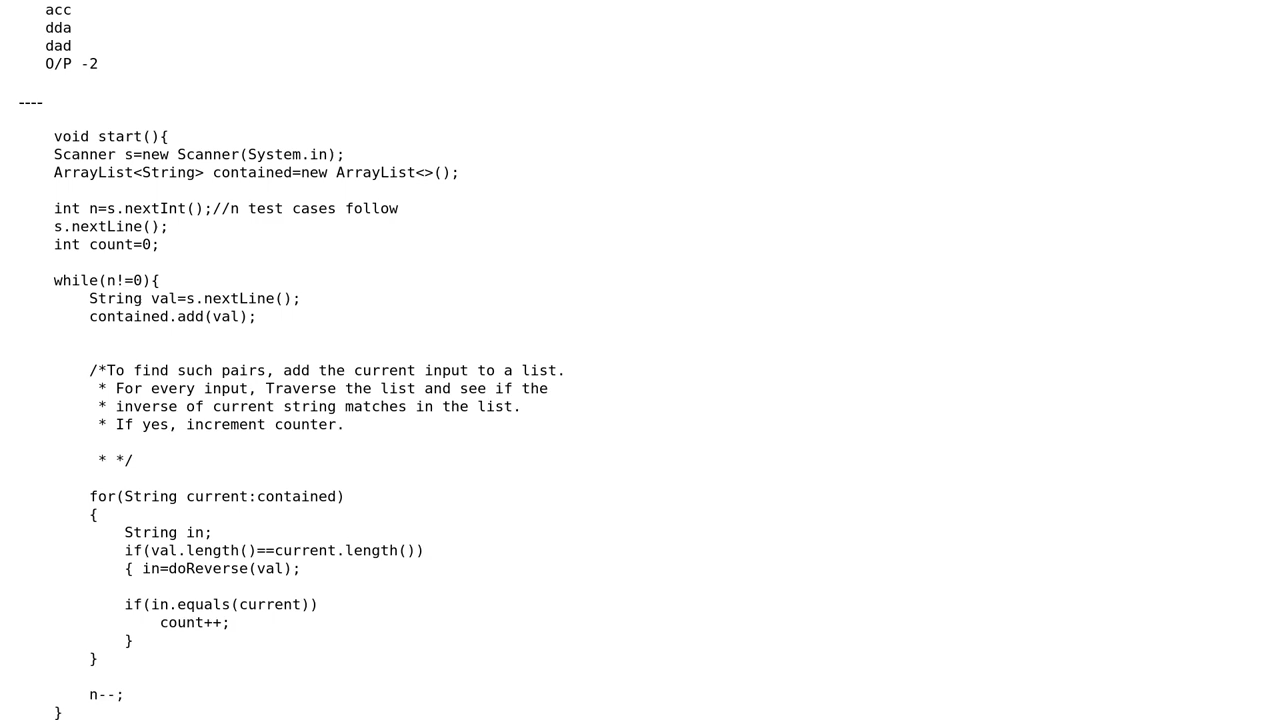 acc
dda
dad
O/P -2
----
void start(){
Scanner s=new Scanner(System.in);
ArrayList<String> contained=new ArrayList<>();
int n=s.nextInt();//n test cases follow
s.nextLine();
int count=0;
while(n!=0){
String val=s.nextLine();
contained.add(val);
/*To find such pairs, add the current input to a list.
* For every input, Traverse the list and see if the
* inverse of current string matches in the list.
* If yes, increment counter.
* */
for(String current:contained)
{
String in;
if(val.length()==current.length())
{ in=doReverse(val);
if(in.equals(current))
count++;
}
}
n--;
}